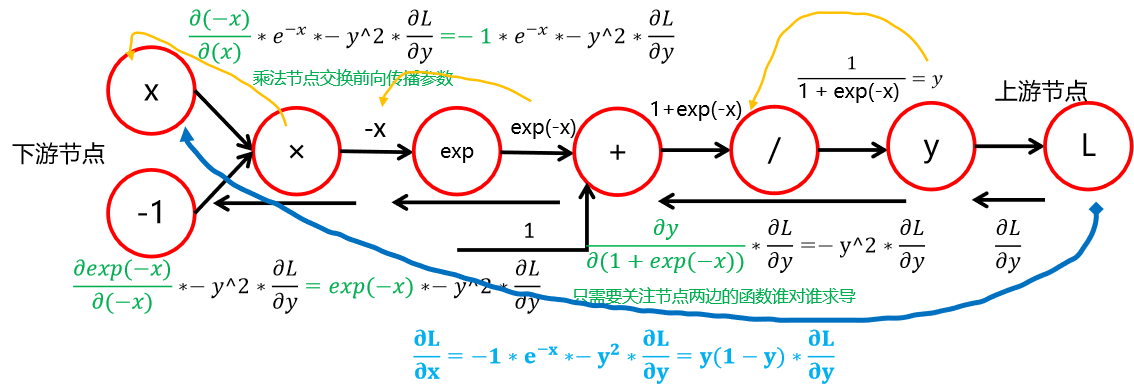 ∂(−x)/∂(x) * e^{−x} * − y^2 * ∂L/∂y = − 1 * e^{−x} * − y^2 * ∂L/∂y
乘法节点交换前向传播参数
1/(1 + exp(-x)) = y
x
上游节点
-x
exp(-x)
1+exp(-x)
下游节点
×
exp
+
/
y
L
-1
1
∂y/∂(1 + exp(−x)) * ∂L/∂y = − y^2 * ∂L/∂y
∂L/∂y
∂exp(−x)/∂(−x) * − y^2 * ∂L/∂y = exp(−x) * − y^2 * ∂L/∂y
只需要关注节点两边的函数谁对谁求导
∂L/∂x = −1 * e^{−x} * − y² * ∂L/∂y = y(1 − y) * ∂L/∂y